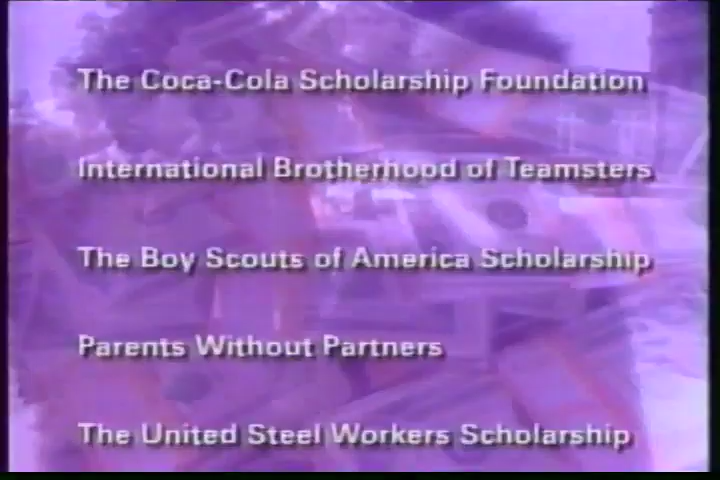 The Coca-Cola Scholarship Foundation
International Brotherhood of Teamsters
The Boy Scouts of America Scholarship
Parents Without Partners
The United Steel Workers Scholarship